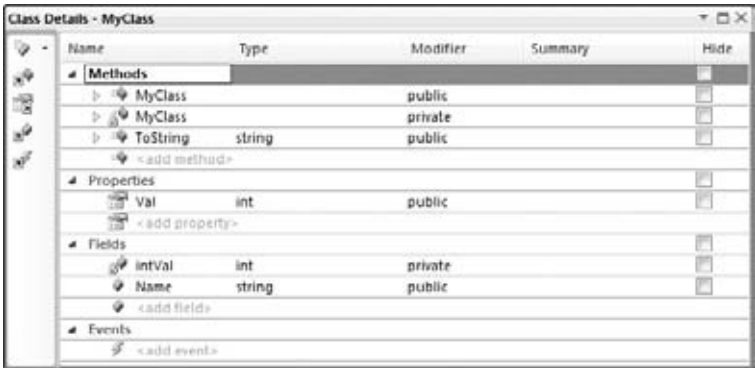 Class Details - MyClass
Name Type Modifier Summary Hide
Methods
MyClass public
MyClass private
ToString string public
<add method>
Properties
Val int public
<add property>
Fields
intVal int private
Name string public
<add field>
Events
<add event>